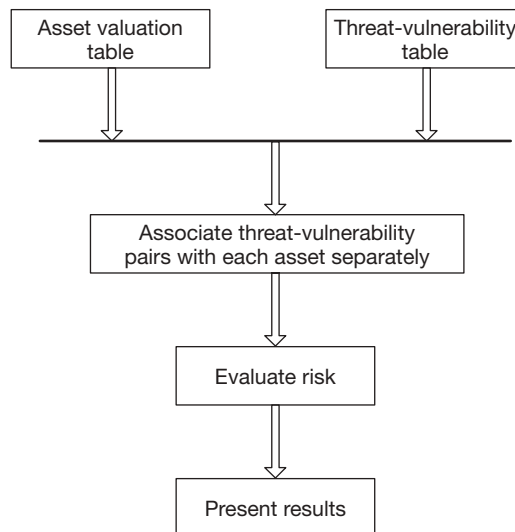 Asset valuation
table
Threat-vulnerability
table
Associate threat-vulnerability
pairs with each asset separately
Evaluate risk
Present results